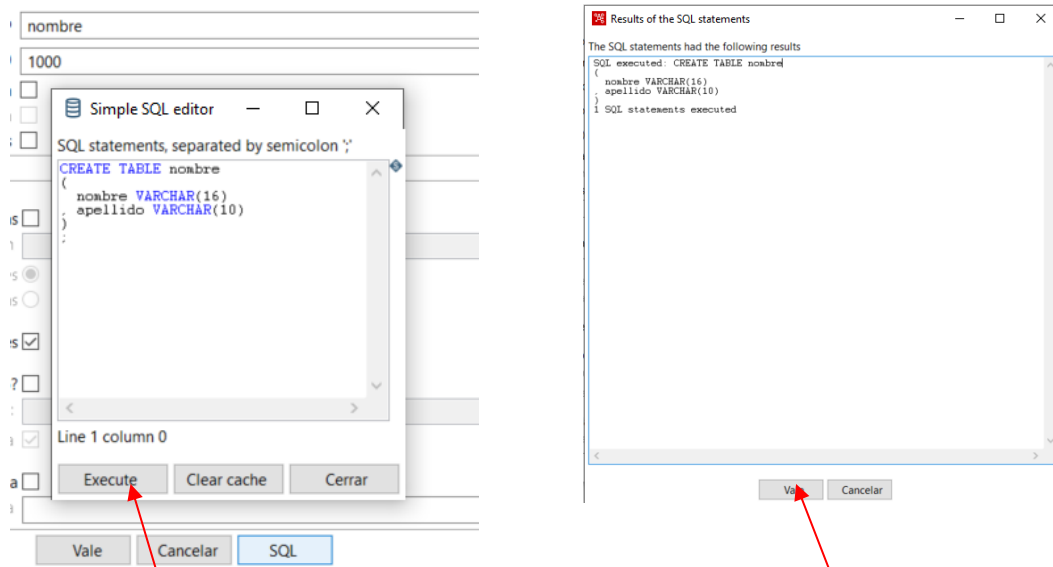 nombre
1000
Simple SQL editor
SQL statements, separated by semicolon ';'
CREATE TABLE nombre
(
nombre VARCHAR(16)
, apellido VARCHAR(10)
)
;
Line 1 column 0
Execute Clear cache Cerrar
Vale Cancelar SQL
Results of the SQL statements
The SQL statements had the following results
SQL executed: CREATE TABLE nombre
(
nombre VARCHAR(16)
, apellido VARCHAR(10)
)
1 SQL statements executed
Vale Cancelar